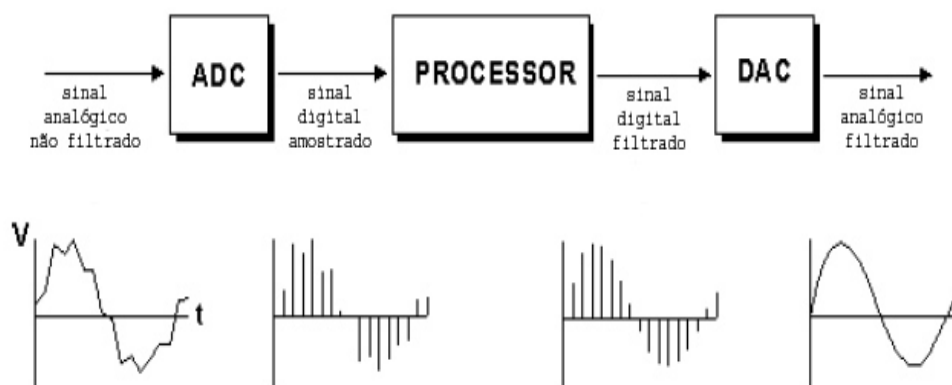 ADC
PROCESSOR
DAC
sinal
analógico
não filtrado
sinal
digital
amostrado
sinal
digital
filtrado
sinal
analógico
filtrado
V
t